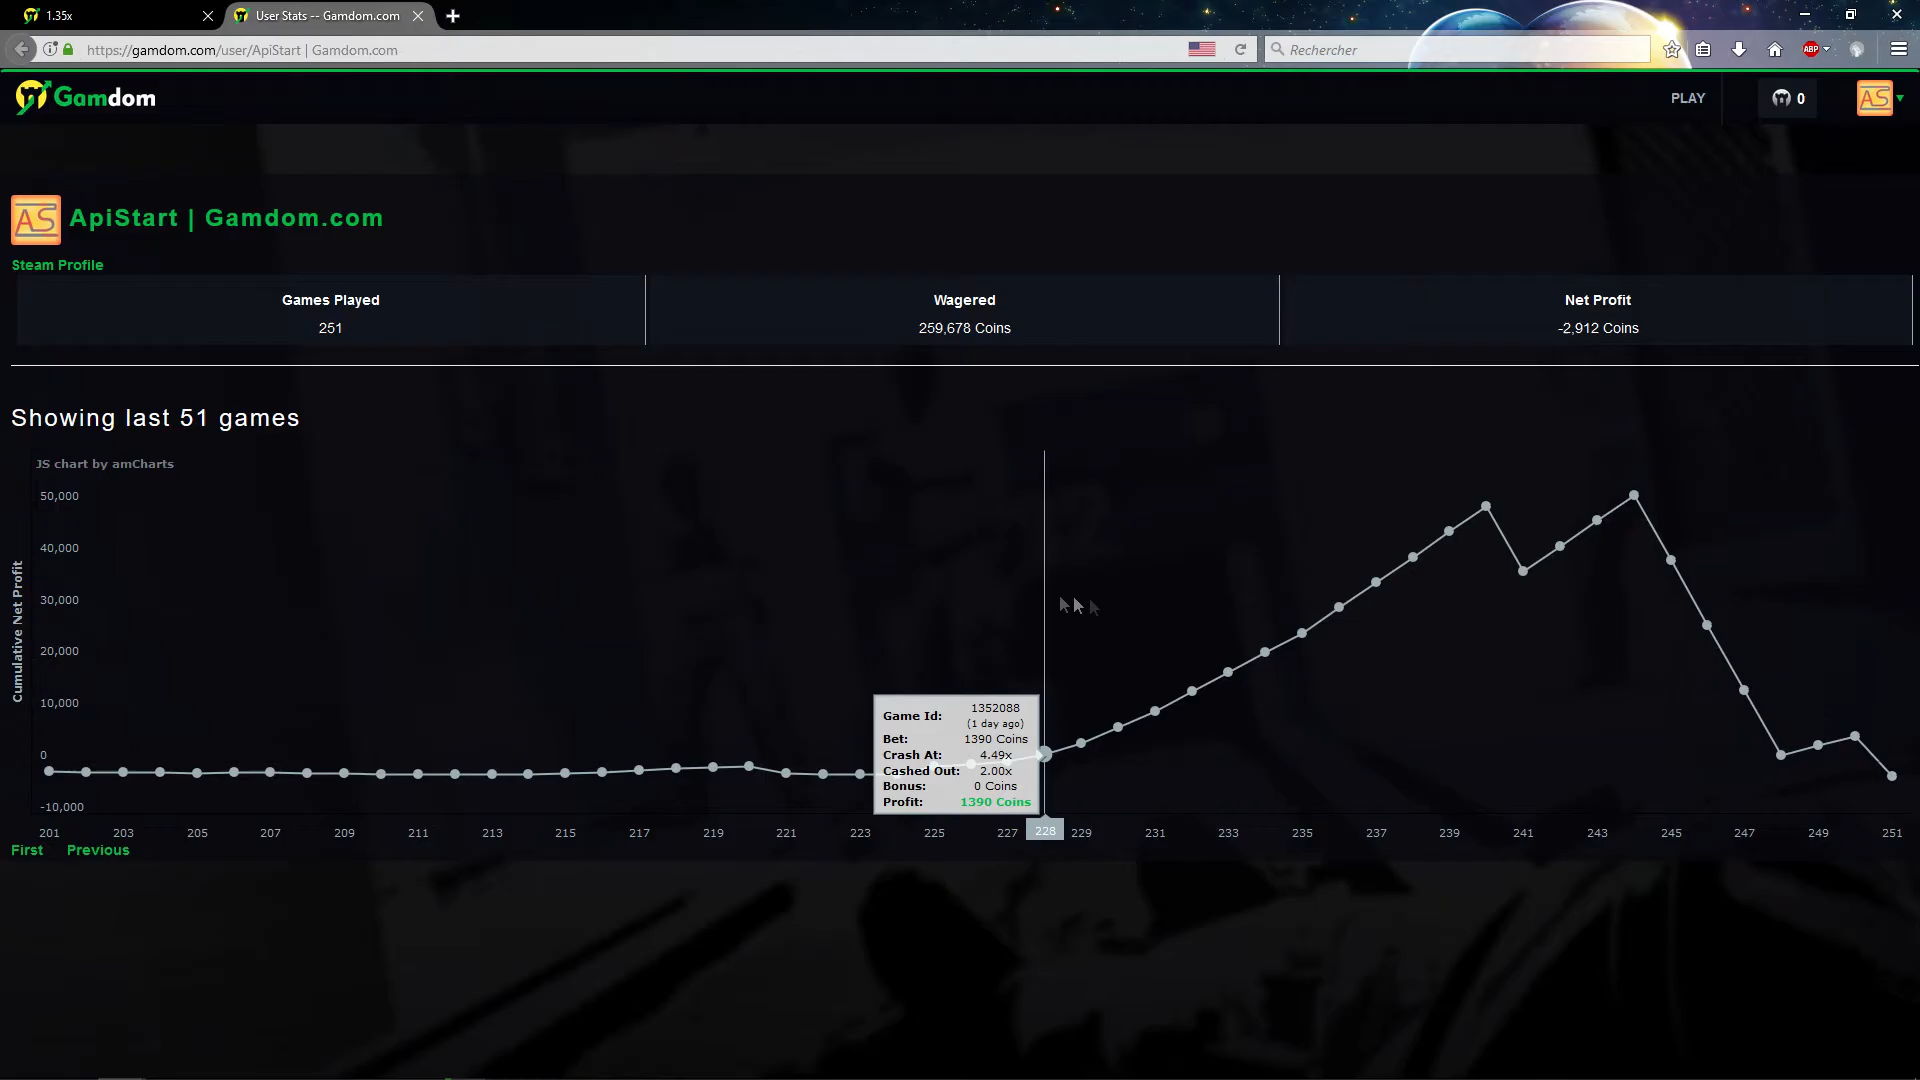 1.35x
User Stats -- Gamdom.com
https://gamdom.com/user/ApiStart | Gamdom.com
Rechercher
ABP
Gamdom
PLAY
0
AS
AS
ApiStart | Gamdom.com
Steam Profile
Games Played
Wagered
Net Profit
251
259,678 Coins
-2,912 Coins
Showing last 51 games
JS chart by amCharts
50,000
40,000
30,000
20,000
10,000
0
-10,000
Cumulative Net Profit
Game Id: 1352088
(1 day ago)
Bet: 1390 Coins
Crash At: 4.49x
Cashed Out: 2.00x
Bonus: 0 Coins
Profit: 1390 Coins
201 203 205 207 209 211 213 215 217 219 221 223 225 227 228 229 231 233 235 237 239 241 243 245 247 249 251
First Previous